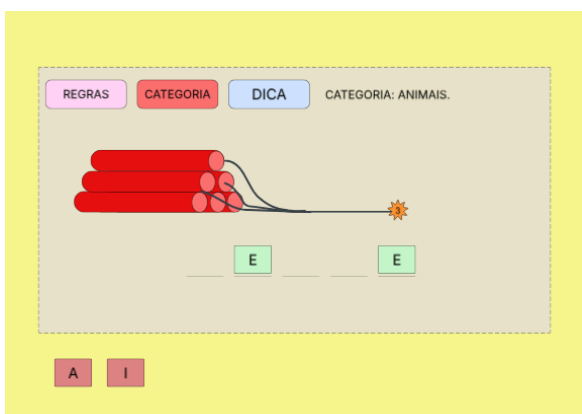 REGRAS CATEGORIA DICA CATEGORIA: ANIMAIS.
3
E E
A I